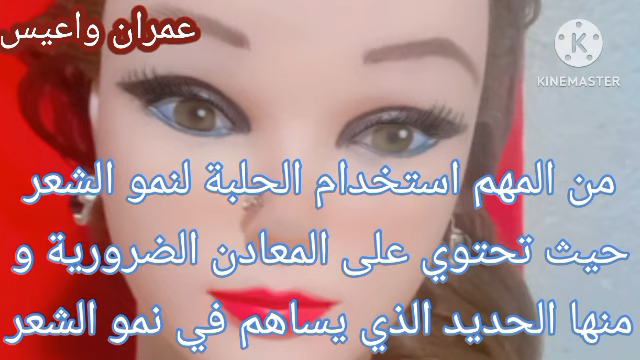 عمران واعيس
KINEMASTER
من المهم استخدام الحلبة لنمو الشعر
حيث تحتوي على المعادن الضرورية و
منها الحديد الذي يساهم في نمو الشعر